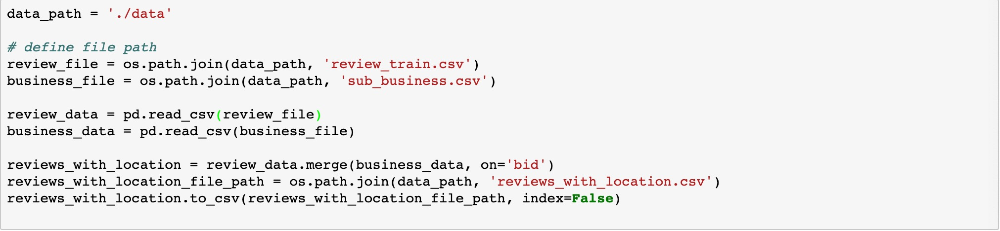 data_path = './data'
# define file path
review_file = os.path.join(data_path, 'review_train.csv')
business_file = os.path.join(data_path, 'sub_business.csv')
review_data = pd.read_csv(review_file)
business_data = pd.read_csv(business_file)
reviews_with_location = review_data.merge(business_data, on='bid')
reviews_with_location_file_path = os.path.join(data_path, 'reviews_with_location.csv')
reviews_with_location.to_csv(reviews_with_location_file_path, index=False)